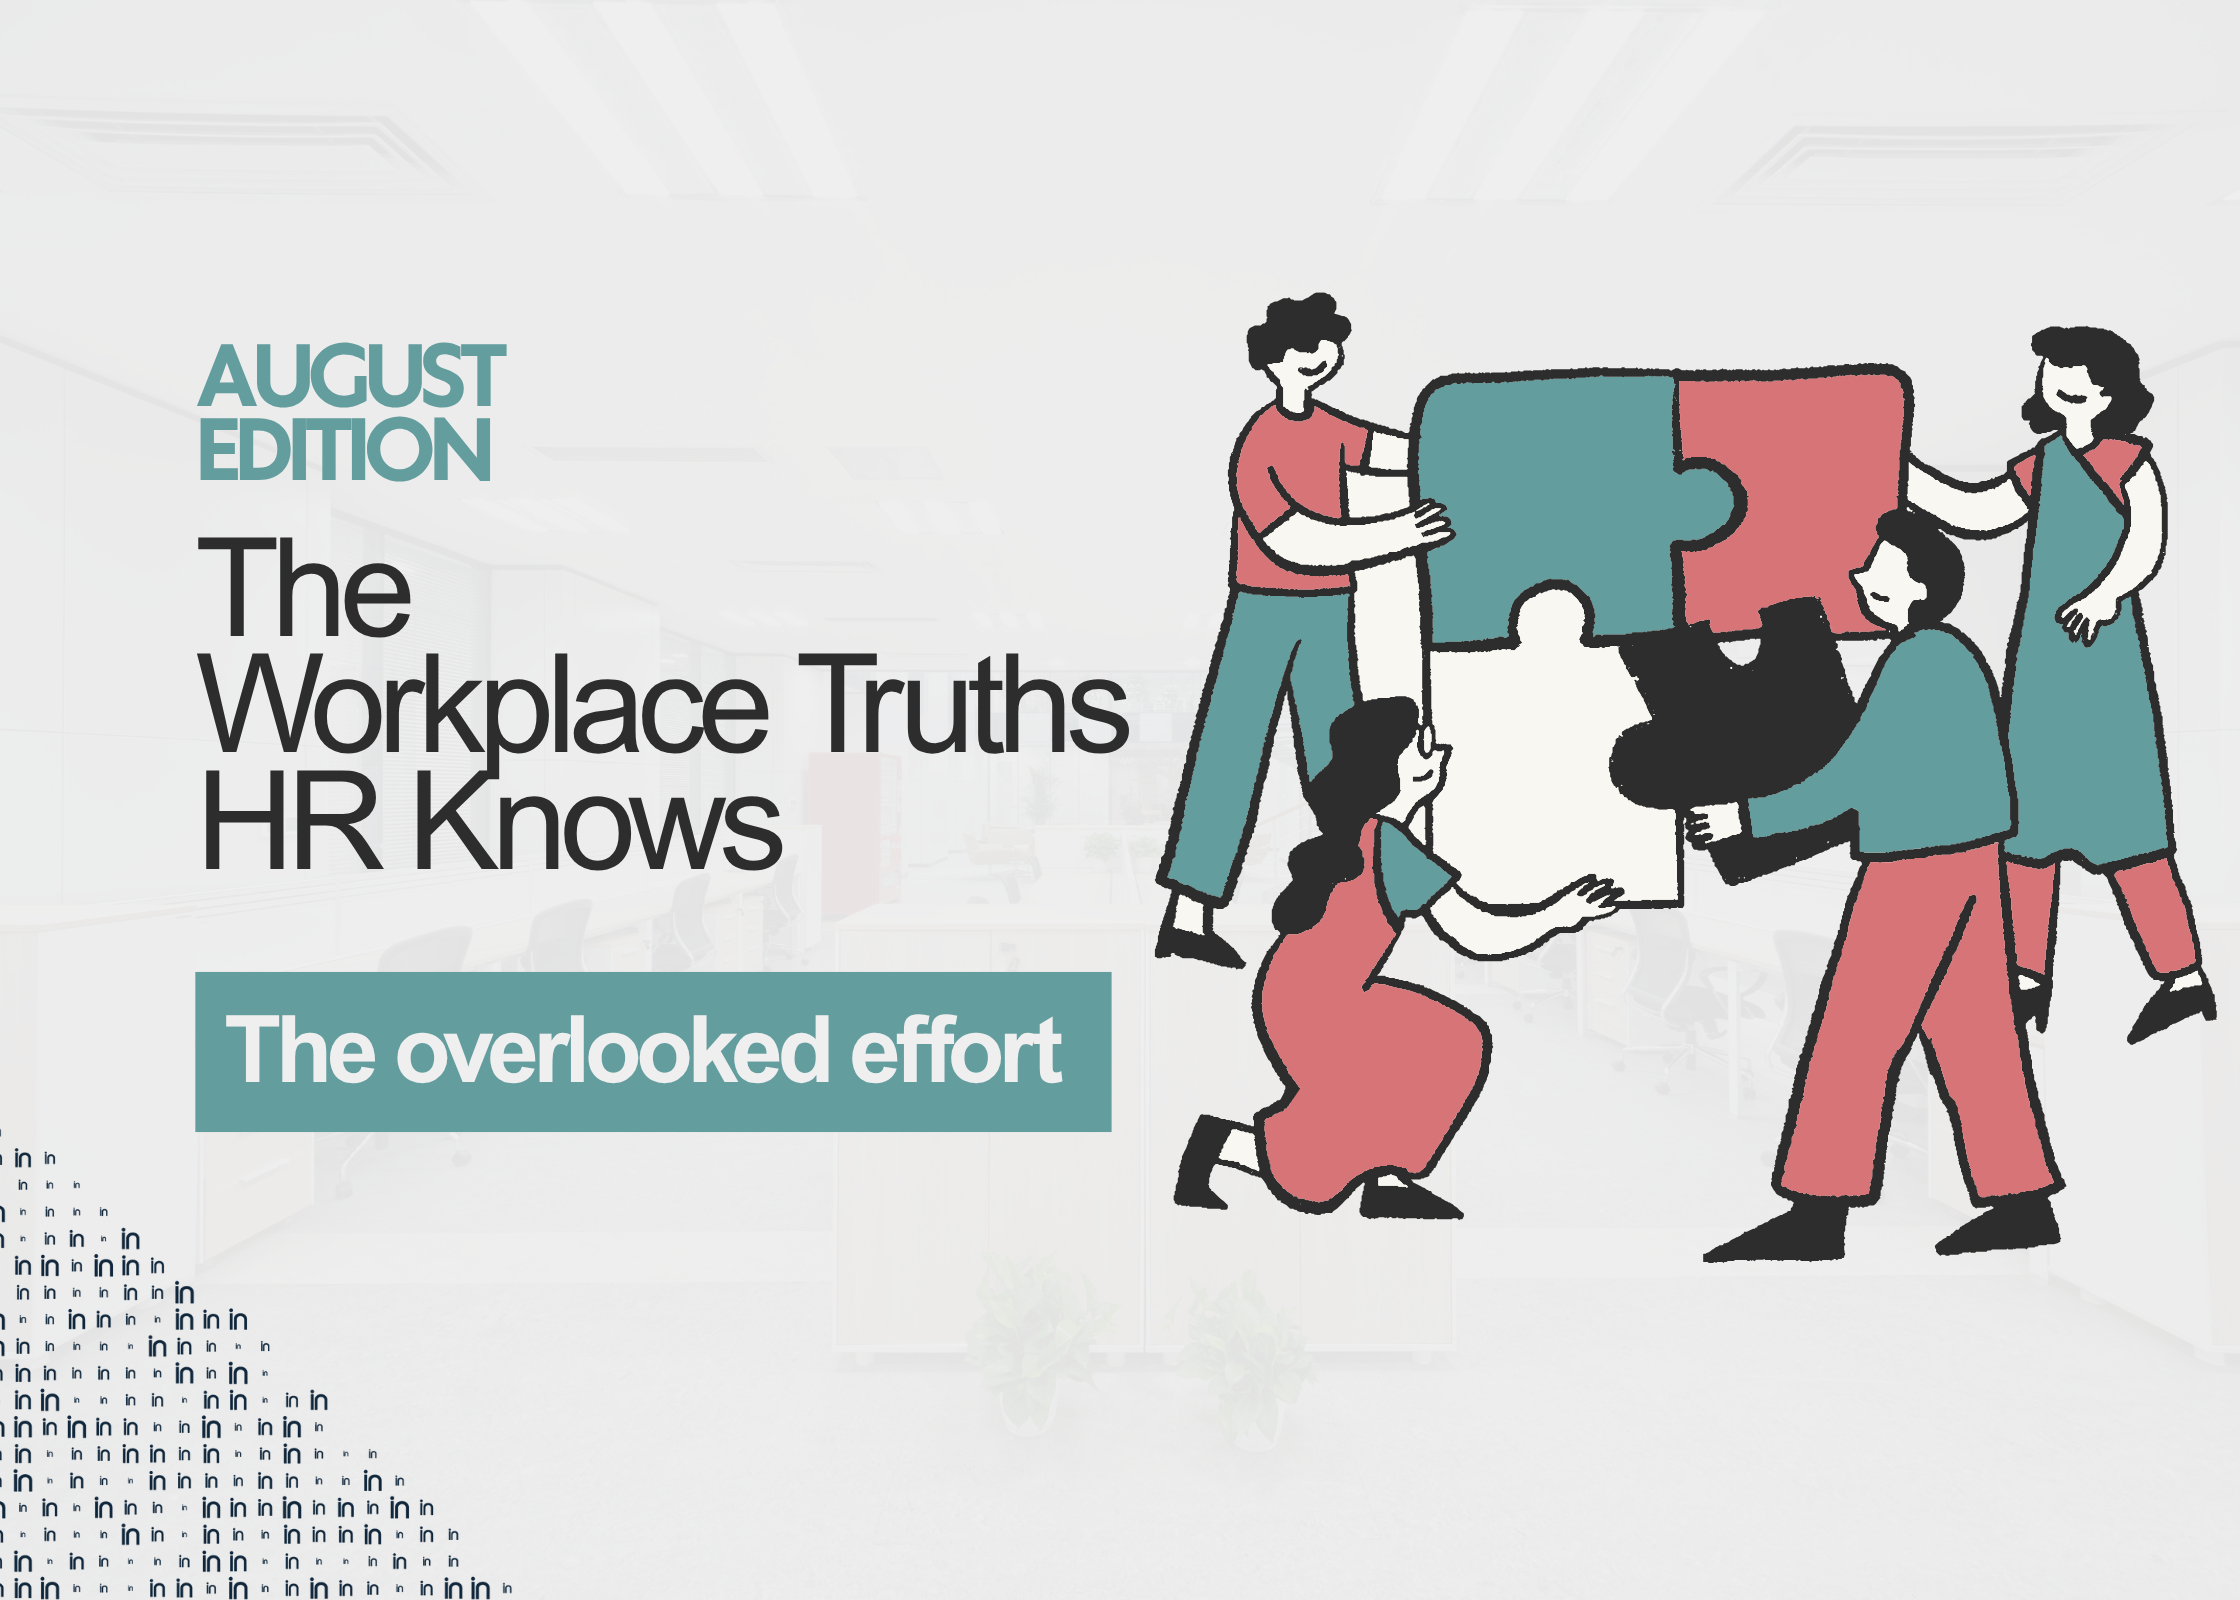 AUGUST
EDITION
The
Workplace Truths
HR Knows
The overlooked effort